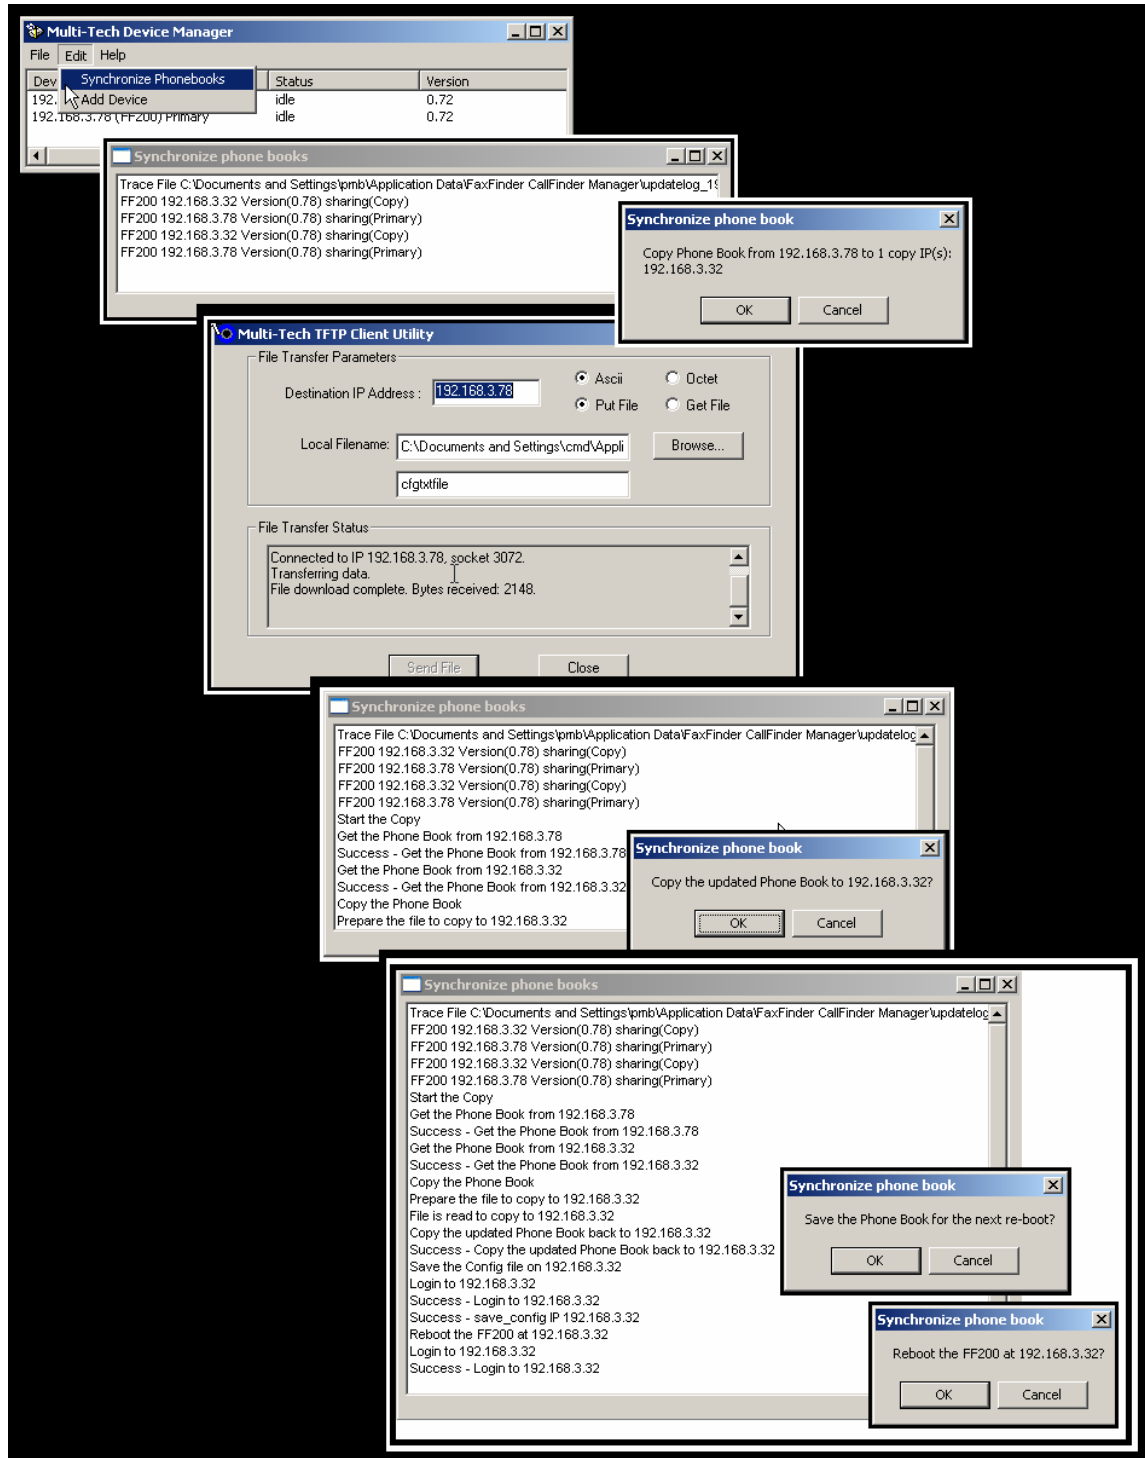 Multi-Tech Device Manager
File Edit Help
Dev Status Version
Synchronize Phonebooks
Add Device
192. idle 0.72
192.168.3.78 (FF200) Primary idle 0.72
Synchronize phone books
Trace File C:\Documents and Settings\pmb\Application Data\FaxFinder CallFinder Manager\updatelog_19
FF200 192.168.3.32 Version(0.78) sharing(Copy)
FF200 192.168.3.78 Version(0.78) sharing(Primary)
FF200 192.168.3.32 Version(0.78) sharing(Copy)
FF200 192.168.3.78 Version(0.78) sharing(Primary)
Synchronize phone book
Copy Phone Book from 192.168.3.78 to 1 copy IP(s):
192.168.3.32
OK Cancel
Multi-Tech TFTP Client Utility
File Transfer Parameters
Destination IP Address : 192.168.3.78
Ascii Octet
Put File Get File
Local Filename: C:\Documents and Settings\cmd\Appli Browse...
cfgtxtfile
File Transfer Status
Connected to IP 192.168.3.78, socket 3072.
Transferring data.
File download complete. Bytes received: 2148.
Send File Close
Synchronize phone books
Trace File C:\Documents and Settings\pmb\Application Data\FaxFinder CallFinder Manager\updatelog
FF200 192.168.3.32 Version(0.78) sharing(Copy)
FF200 192.168.3.78 Version(0.78) sharing(Primary)
FF200 192.168.3.32 Version(0.78) sharing(Copy)
FF200 192.168.3.78 Version(0.78) sharing(Primary)
Start the Copy
Get the Phone Book from 192.168.3.78
Success - Get the Phone Book from 192.168.3.78
Get the Phone Book from 192.168.3.32
Success - Get the Phone Book from 192.168.3.32
Copy the Phone Book
Prepare the file to copy to 192.168.3.32
Synchronize phone book
Copy the updated Phone Book to 192.168.3.32?
OK Cancel
Synchronize phone books
Trace File C:\Documents and Settings\pmb\Application Data\FaxFinder CallFinder Manager\updatelog
FF200 192.168.3.32 Version(0.78) sharing(Copy)
FF200 192.168.3.78 Version(0.78) sharing(Primary)
FF200 192.168.3.32 Version(0.78) sharing(Copy)
FF200 192.168.3.78 Version(0.78) sharing(Primary)
Start the Copy
Get the Phone Book from 192.168.3.78
Success - Get the Phone Book from 192.168.3.78
Get the Phone Book from 192.168.3.32
Success - Get the Phone Book from 192.168.3.32
Copy the Phone Book
Prepare the file to copy to 192.168.3.32
File is read to copy to 192.168.3.32
Copy the updated Phone Book back to 192.168.3.32
Success - Copy the updated Phone Book back to 192.168.3.32
Save the Config file on 192.168.3.32
Login to 192.168.3.32
Success - Login to 192.168.3.32
Success - save_config IP 192.168.3.32
Reboot the FF200 at 192.168.3.32
Login to 192.168.3.32
Success - Login to 192.168.3.32
Synchronize phone book
Save the Phone Book for the next re-boot?
OK Cancel
Synchronize phone book
Reboot the FF200 at 192.168.3.32?
OK Cancel